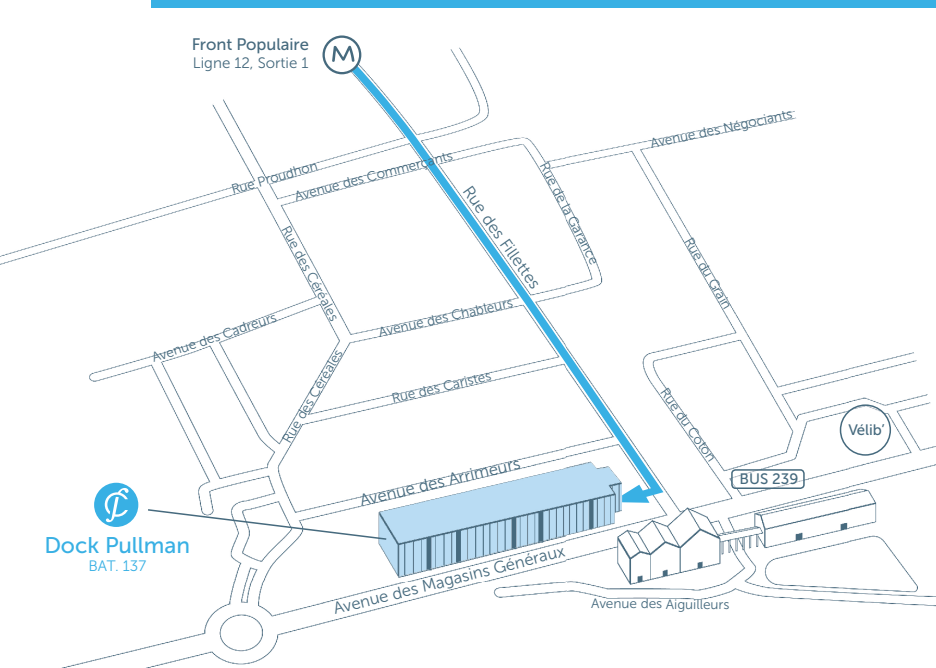 Front Populaire
Ligne 12, Sortie 1
M
Avenue des Négociants
Rue Proudhon
Avenue des Commerçants
Rue de la Garance
Rue des Fillettes
Rue des Céréales
Rue du Grain
Avenue des Chableurs
Avenue des Cadreurs
Rue des Céréales
Rue des Caristes
Rue du Coton
Vélib'
Avenue des Arrimeurs
BUS 239
Dock Pullman
BAT. 137
Avenue des Magasins Généraux
Avenue des Aiguilleurs